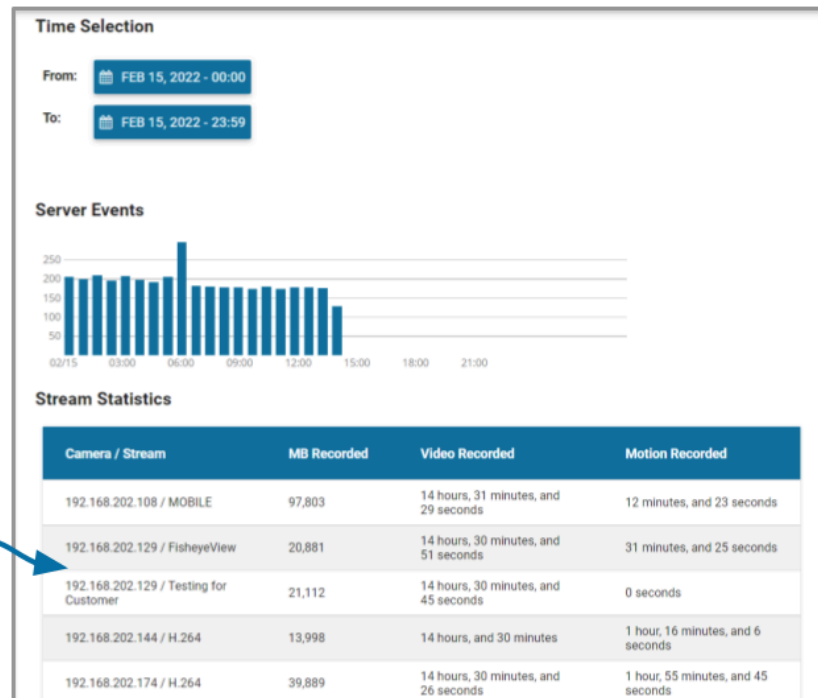 Time Selection
From:
FEB 15, 2022 - 00:00
To:
FEB 15, 2022 - 23:59
Server Events
250
200
150
100
50
02/15 03:00 06:00 09:00 12:00 15:00 18:00 21:00
Stream Statistics
Camera / Stream MB Recorded Video Recorded Motion Recorded
192.168.202.108 / MOBILE 97,803 14 hours, 31 minutes, and 12 minutes, and 23 seconds
29 seconds
192.168.202.129 / FisheyeView 20,881 14 hours, 30 minutes, and 31 minutes, and 25 seconds
51 seconds
192.168.202.129 / Testing for 21,112 14 hours, 30 minutes, and 0 seconds
Customer 45 seconds
192.168.202.144 / H.264 13,998 14 hours, and 30 minutes 1 hour, 16 minutes, and 6
seconds
192.168.202.174 / H.264 39,889 14 hours, 30 minutes, and 1 hour, 55 minutes, and 45
26 seconds seconds